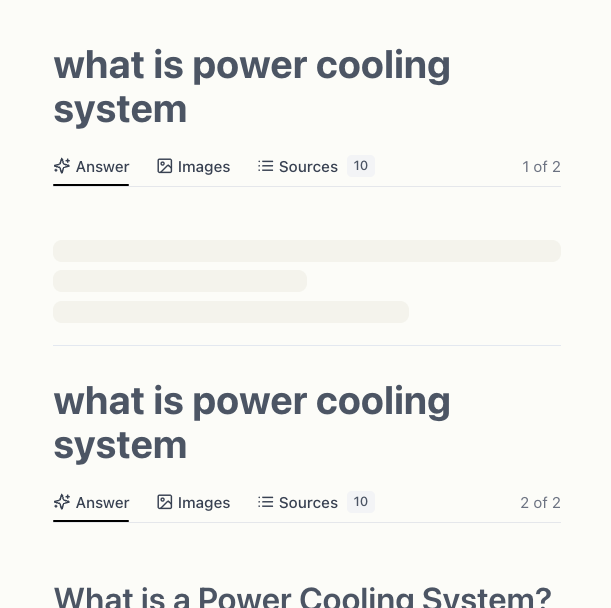 what is power cooling
system
Answer Images Sources 10 1 of 2
what is power cooling
system
Answer Images Sources 10 2 of 2
What is a Power Cooling System?